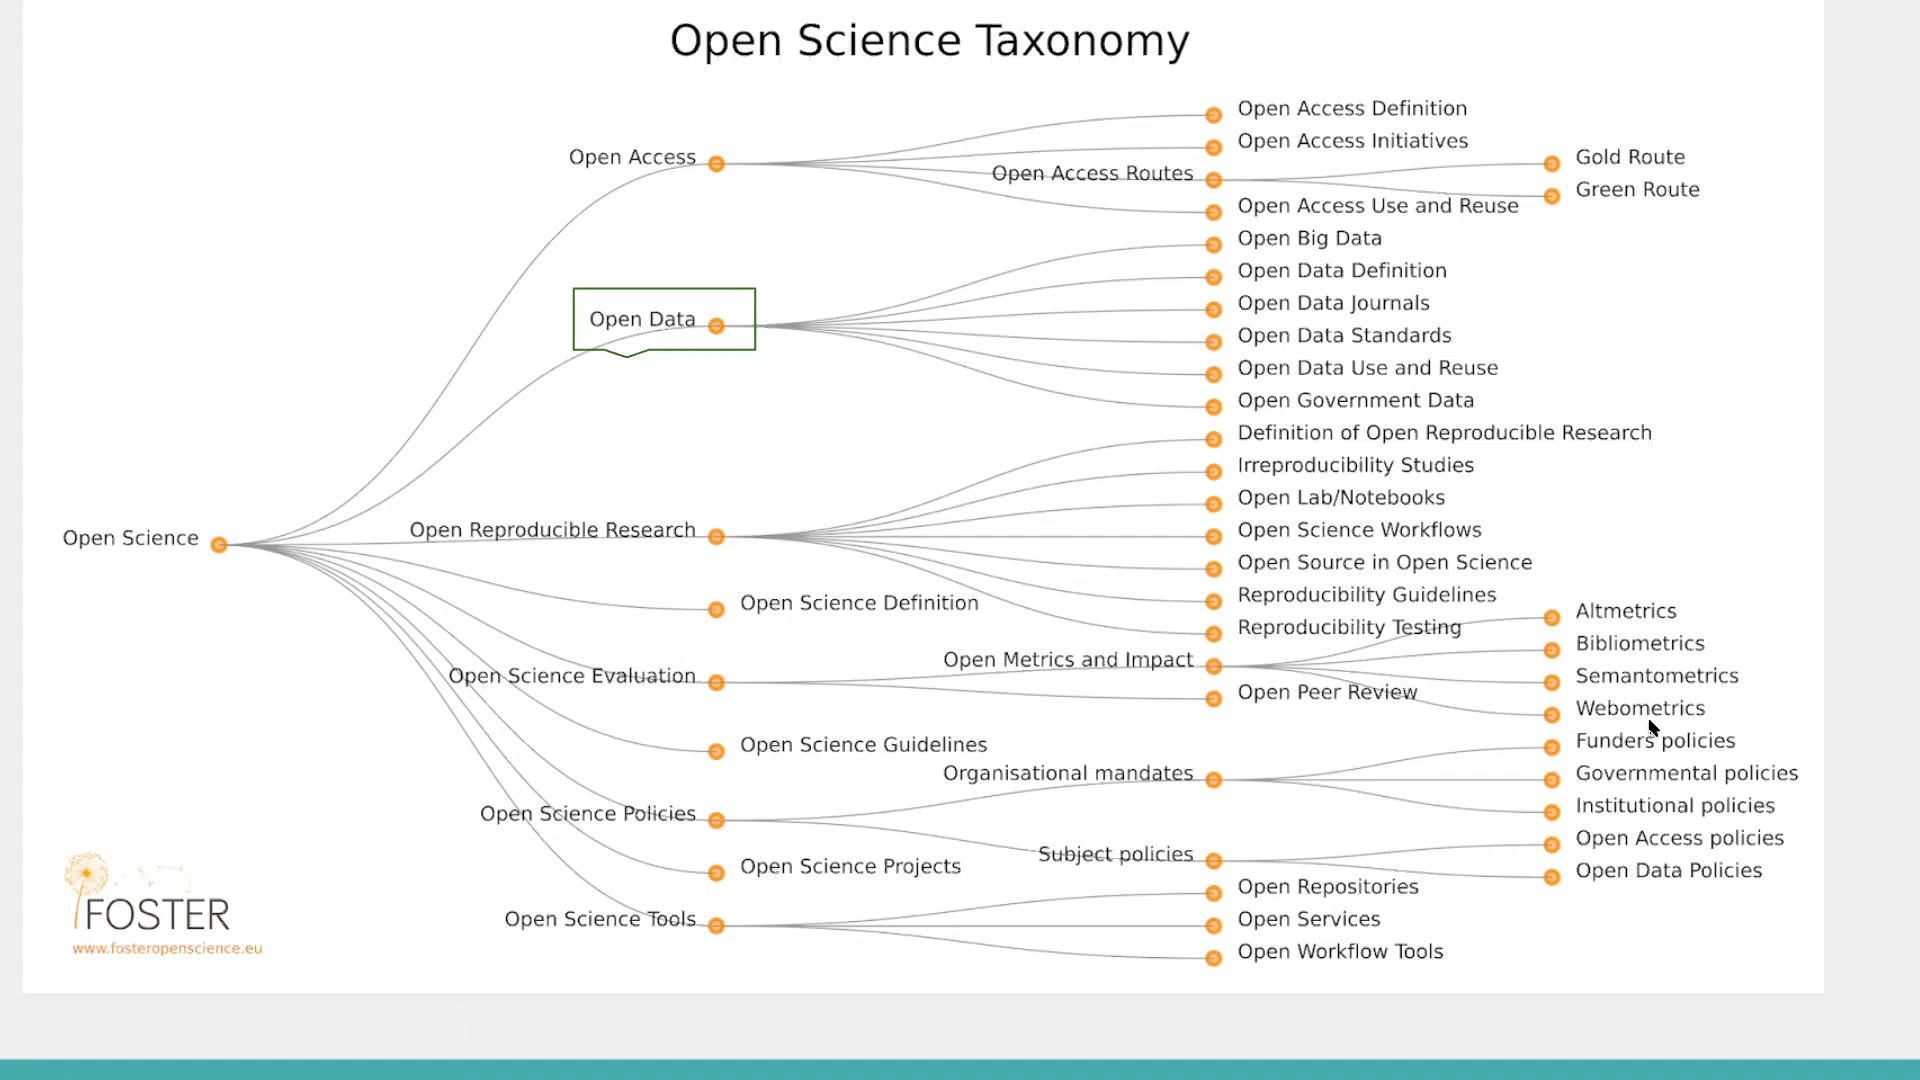 Open Science Taxonomy
Open Science
Open Access
Open Access Definition
Open Access Initiatives
Open Access Routes
Gold Route
Green Route
Open Access Use and Reuse
Open Data
Open Big Data
Open Data Definition
Open Data Journals
Open Data Standards
Open Data Use and Reuse
Open Government Data
Open Reproducible Research
Definition of Open Reproducible Research
Irreproducibility Studies
Open Lab/Notebooks
Open Science Workflows
Open Source in Open Science
Reproducibility Guidelines
Reproducibility Testing
Open Science Definition
Open Science Evaluation
Open Metrics and Impact
Altmetrics
Bibliometrics
Semantometrics
Webometrics
Open Peer Review
Open Science Guidelines
Open Science Policies
Organisational mandates
Funders policies
Governmental policies
Institutional policies
Subject policies
Open Access policies
Open Data Policies
Open Science Projects
Open Science Tools
Open Repositories
Open Services
Open Workflow Tools
FOSTER
www.fosteropenscience.eu